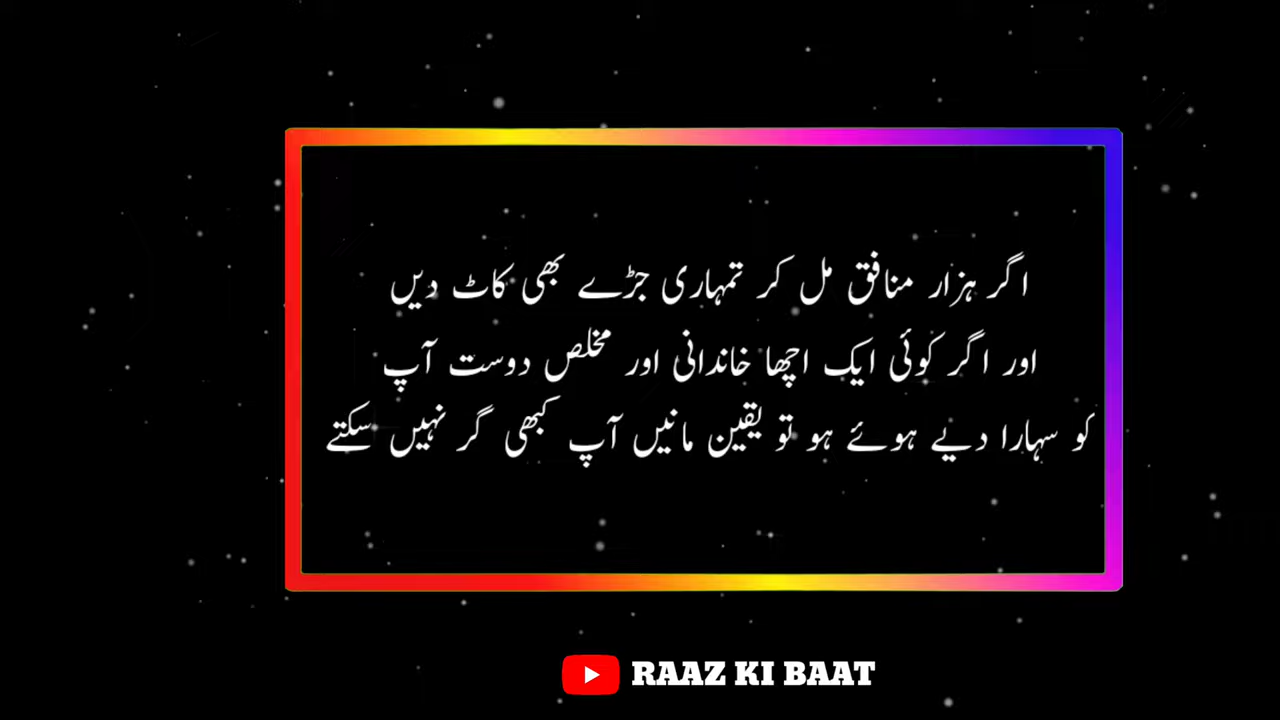 اگر ہزار منافق مل کر تمہاری جڑے بھی کاٹ دیں
اور اگر کوئی ایک اچھا خاندانی اور مخلص دوست آپ
کو سہارا دیے ہوئے ہو تو یقین مانیں آپ کبھی گر نہیں سکتے
RAAZ KI BAAT